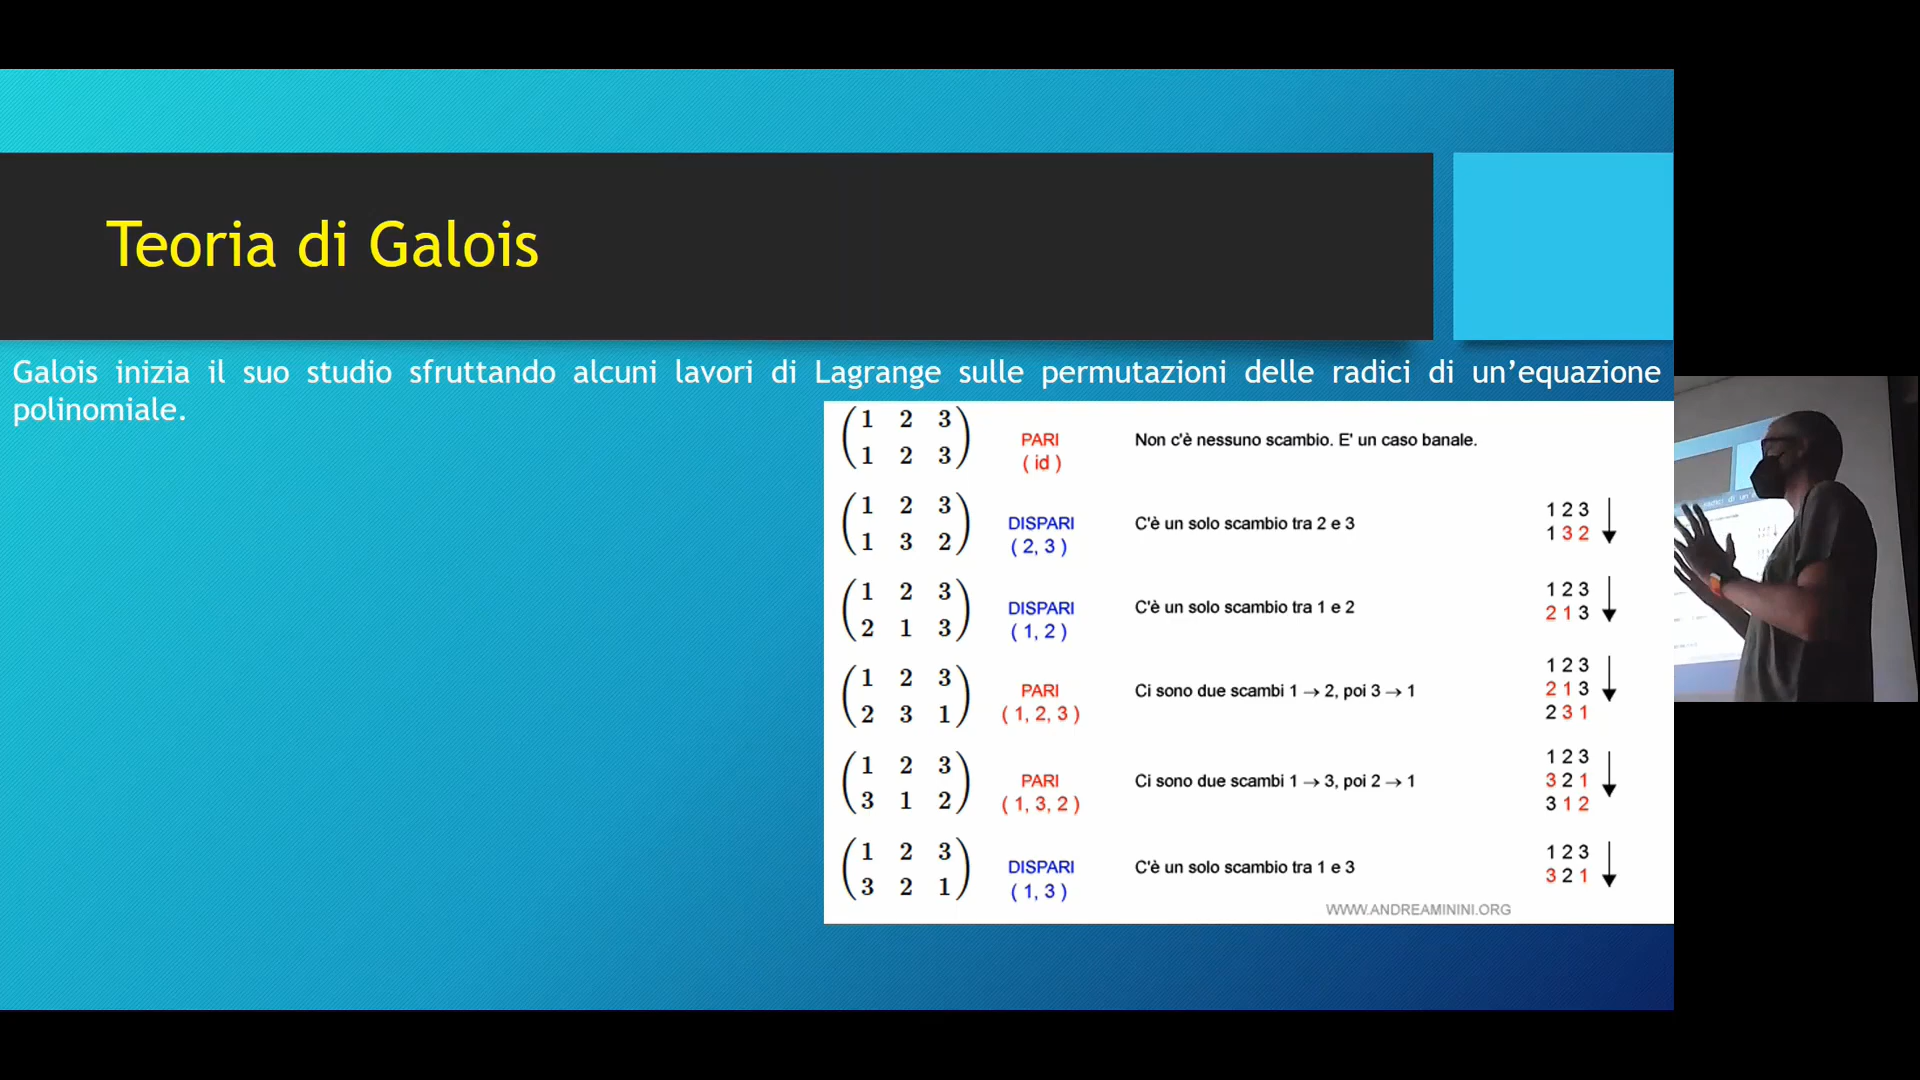 Teoria di Galois
Galois inizia il suo studio sfruttando alcuni lavori di Lagrange sulle permutazioni delle radici di un’equazione
polinomiale.
1 2 3
1 2 3
PARI
( id )
Non c'è nessuno scambio. E' un caso banale.
1 2 3
1 3 2
DISPARI
( 2, 3 )
C'è un solo scambio tra 2 e 3
1 2 3
1 3 2
1 2 3
2 1 3
DISPARI
( 1, 2 )
C'è un solo scambio tra 1 e 2
1 2 3
2 1 3
1 2 3
2 3 1
PARI
( 1, 2, 3 )
Ci sono due scambi 1 → 2, poi 3 → 1
1 2 3
2 1 3
2 3 1
1 2 3
3 1 2
PARI
( 1, 3, 2 )
Ci sono due scambi 1 → 3, poi 2 → 1
1 2 3
3 2 1
3 1 2
1 2 3
3 2 1
DISPARI
( 1, 3 )
C'è un solo scambio tra 1 e 3
1 2 3
3 2 1
WWW.ANDREAMININI.ORG